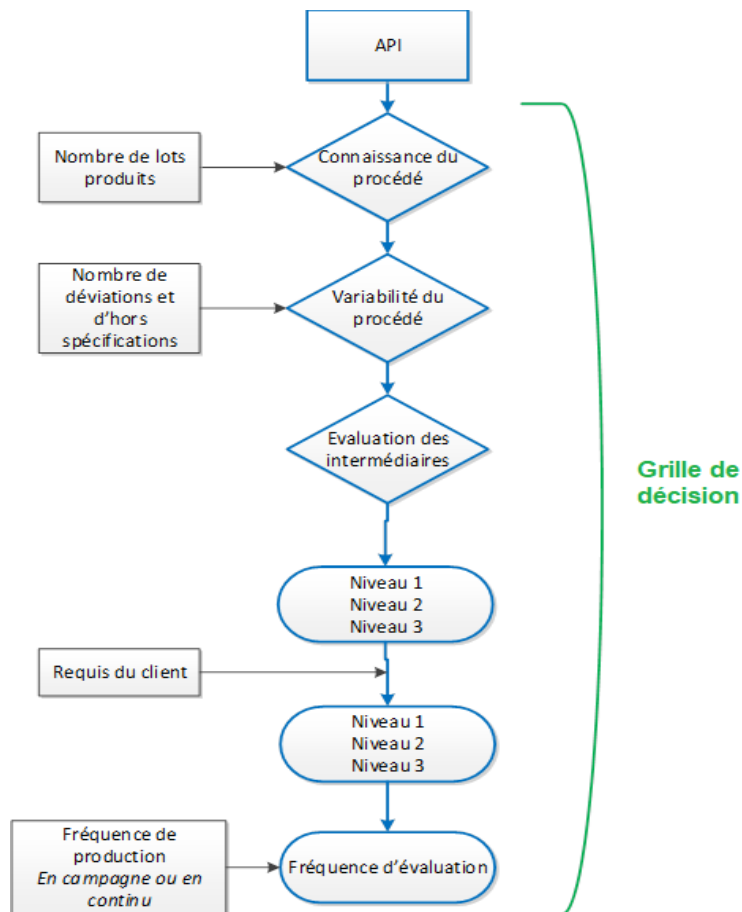 API
Nombre de lots
produits
Connaissance du
procédé
Nombre de
déviations et
d'hors
spécifications
Variabilité du
procédé
Evaluation des
intermédiaires
Grille de
décision
Niveau 1
Niveau 2
Niveau 3
Requis du client
Niveau 1
Niveau 2
Niveau 3
Fréquence de
production
En campagne ou en
continu
Fréquence d'évaluation